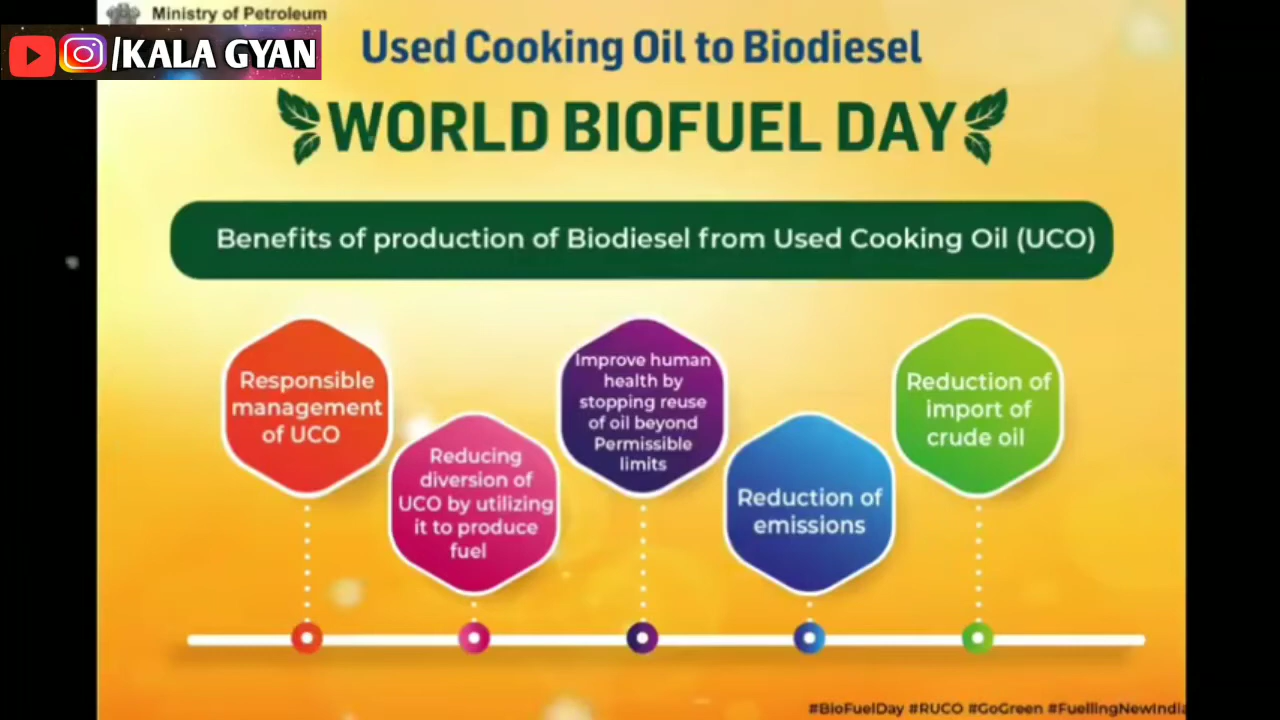 Ministry of Petroleum
/KALA GYAN
Used Cooking Oil to Biodiesel
WORLD BIOFUEL DAY
Benefits of production of Biodiesel from Used Cooking Oil (UCO)
Responsible
management
of UCO
Reducing
diversion of
UCO by utilizing
it to produce
fuel
Improve human
health by
stopping reuse
of oil beyond
Permissible
limits
Reduction of
emissions
Reduction of
import of
crude oil
#BioFuelDay #RUCO #GoGreen #FuellingNewIndia